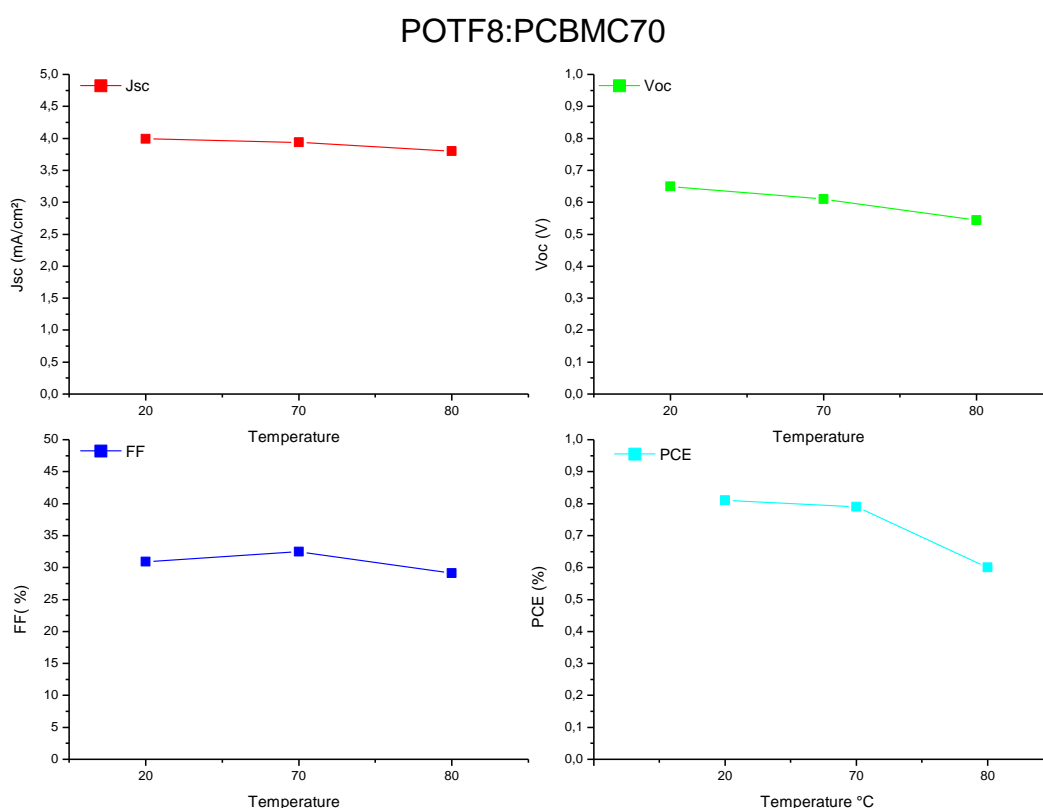 POTF8:PCBMC70
Jsc
5,0
4,5
4,0
3,5
3,0
2,5
2,0
1,5
1,0
0,5
0,0
Jsc (mA/cm²)
20 70 80
Temperature
Voc
1,0
0,9
0,8
0,7
0,6
0,5
0,4
0,3
0,2
0,1
0,0
Voc (V)
20 70 80
Temperature
FF
50
45
40
35
30
25
20
15
10
5
0
FF( %)
20 70 80
Temperature
PCE
1,0
0,9
0,8
0,7
0,6
0,5
0,4
0,3
0,2
0,1
0,0
PCE (%)
20 70 80
Temperature °C